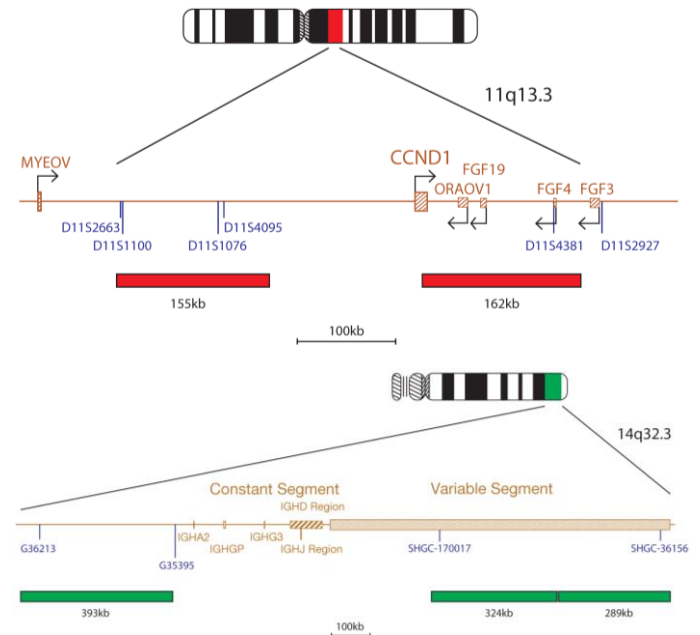 11q13.3
MYEOV
CCND1
FGF19
ORAOV1
FGF4
FGF3
D11S2663
D11S4095
D11S1100
D11S1076
D11S4381
D11S2927
155kb
162kb
100kb
14q32.3
Constant Segment
Variable Segment
IGHD Region
G36213
IGHA2
IGHG3
IGHGP
IGHJ Region
SHGC-170017
SHGC-36156
G35395
393kb
324kb
289kb
100kb